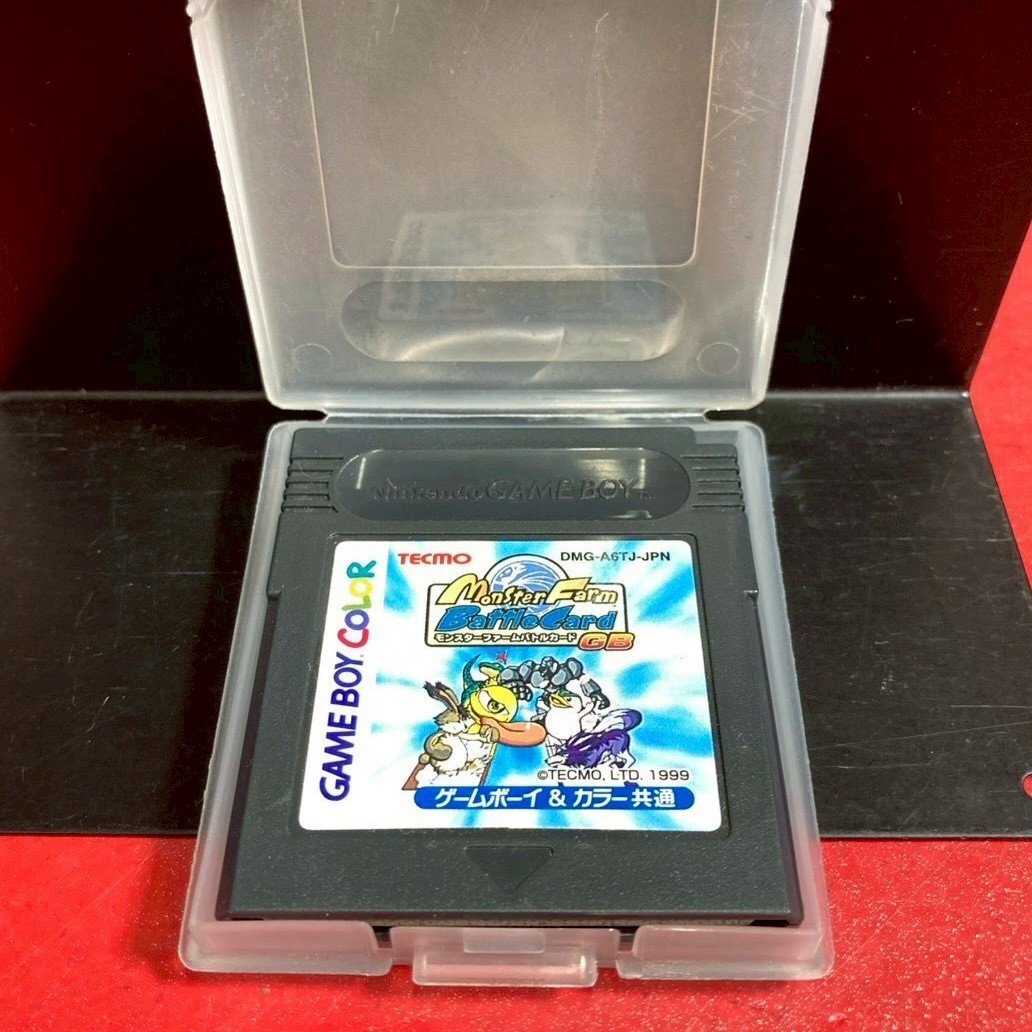 Nintendo GAME BOY TM
TECMO
DMG-A6TJ-JPN
GAME BOY COLOR
Monster Farm
Battle Card
モンスターファームバトルカード
GB
©TECMO, LTD. 1999
ゲームボーイ & カラー共通